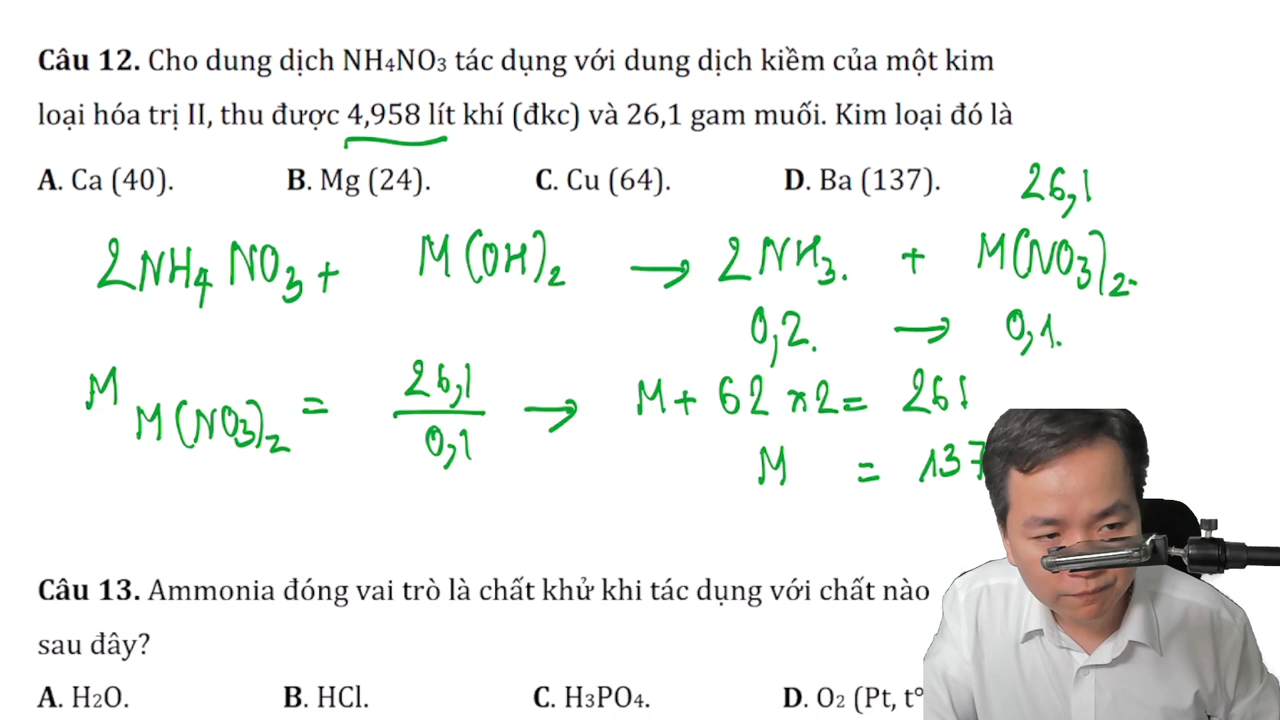 Câu 12. Cho dung dịch NH4NO3 tác dụng với dung dịch kiềm của một kim
loại hóa trị II, thu được 4,958 lít khí (đkc) và 26,1 gam muối. Kim loại đó là
A. Ca (40). B. Mg (24). C. Cu (64). D. Ba (137).
26,1
2NH4NO3 + M(OH)2 → 2NH3. + M(NO3)2.
0,2. → 0,1.
M M(NO3)2 = 26,1 / 0,1 → M + 62 x 2 = 261
M = 137
Câu 13. Ammonia đóng vai trò là chất khử khi tác dụng với chất nào
sau đây?
A. H2O. B. HCl. C. H3PO4. D. O2 (Pt, t°